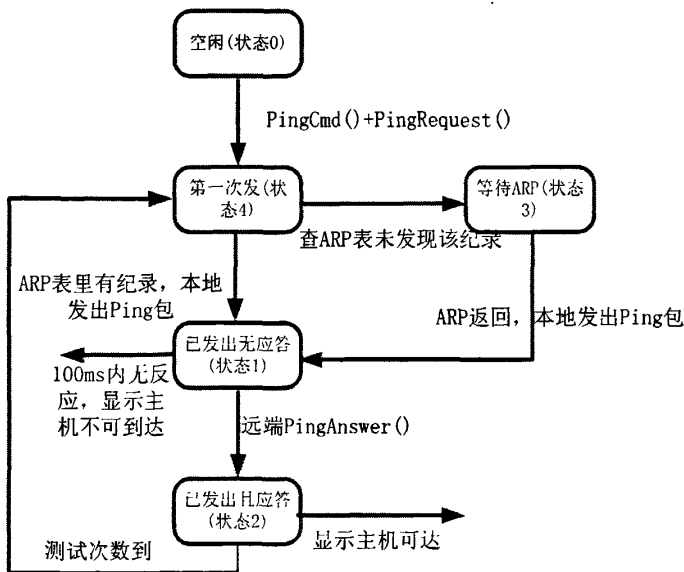 空闲(状态0)
PingCmd()+PingRequest()
第一次发(状
态4)
等待ARP(状态
3)
查ARP表未发现该纪录
ARP表里有纪录，本地
发出Ping包
ARP返回，本地发出Ping包
已发出无应答
(状态1)
100ms内无反
应，显示主
机不可到达
远端PingAnswer()
已发出且应答
(状态2)
显示主机可达
测试次数到